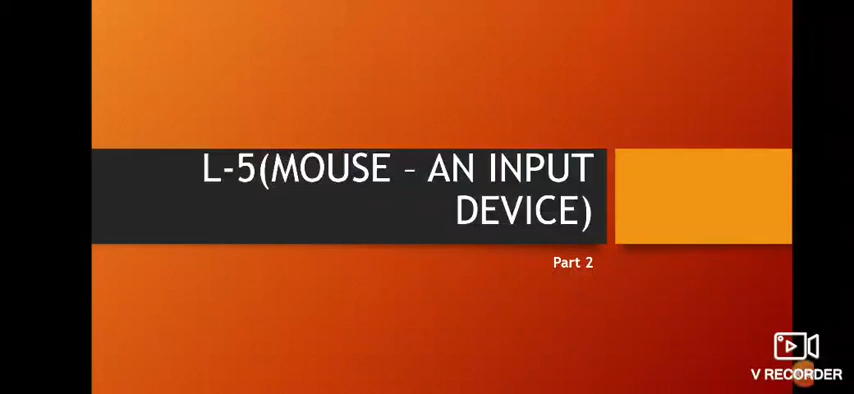 L-5(MOUSE – AN INPUT
DEVICE)
Part 2
V RECORDER